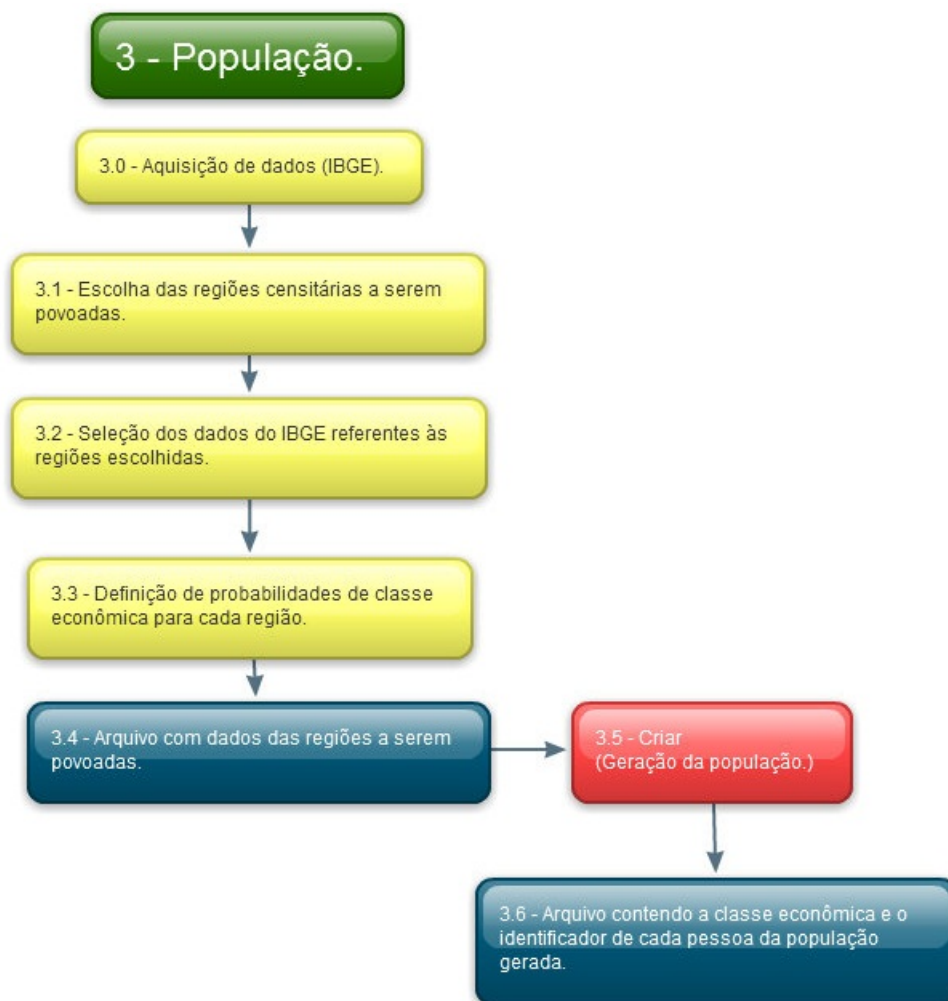 3 - População.
3.0 - Aquisição de dados (IBGE).
3.1 - Escolha das regiões censitárias a serem
povoadas.
3.2 - Seleção dos dados do IBGE referentes às
regiões escolhidas.
3.3 - Definição de probabilidades de classe
econômica para cada região.
3.4 - Arquivo com dados das regiões a serem
povoadas.
3.5 - Criar
(Geração da população.)
3.6 - Arquivo contendo a classe econômica e o
identificador de cada pessoa da população
gerada.